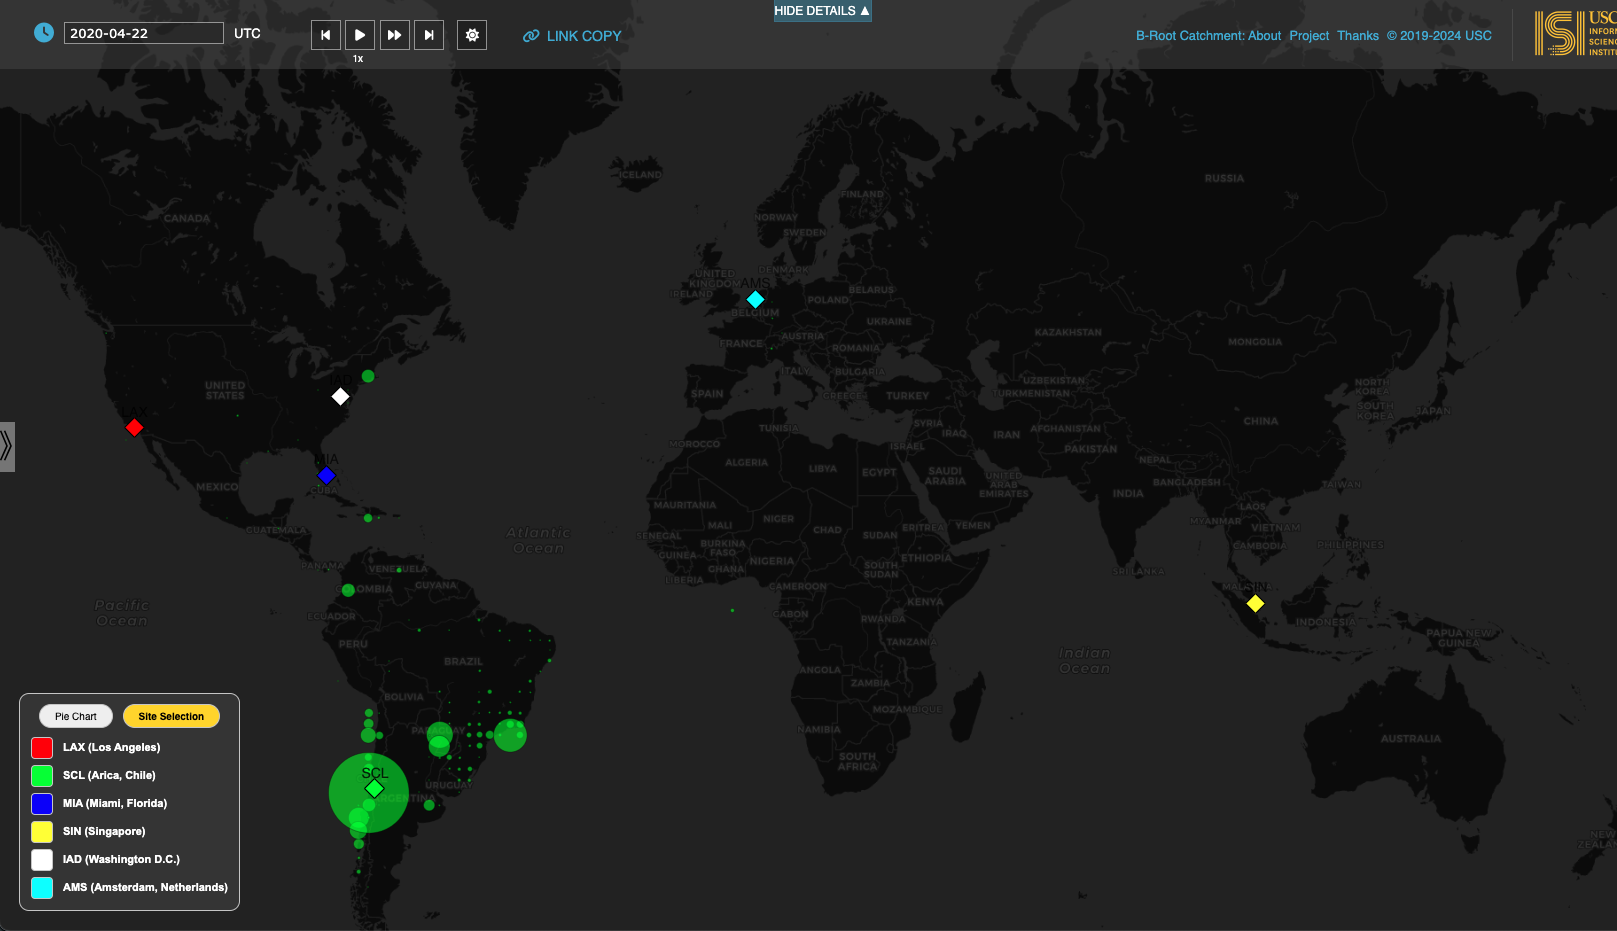 HIDE DETAILS ▲
2020-04-22
UTC
1x
LINK COPY
B-Root Catchment: About Project Thanks © 2019-2024 USC
ISI
USC
INFOR
SCIENC
INSTIT
ICELAND
RUSSIA
FINLAND
NORWAY
SWEDEN
CANADA
DENMARK
UNITED
KINGDOM
AMS
IRELAND
BELARUS
POLAND
BELGIUM
UKRAINE
KAZAKHSTAN
AUSTRIA
FRANCE
ROMANIA
MONGOLIA
ITALY
BULGARIA
UZBEKISTAN
NORTH
KOREA
UNITED
STATES
IAD
SPAIN
GREECE
TURKEY
TURKMENISTAN
SOUTH
KOREA
JAPAN
LAX
CHINA
TUNISIA
SYRIA
IRAQ
IRAN
AFGHANISTAN
MOROCCO
ISRAEL
PAKISTAN
MIA
ALGERIA
LIBYA
EGYPT
SAUDI
ARABIA
NEPAL
UNITED
ARAB
EMIRATES
BANGLADESH
TAIWAN
MEXICO
CUBA
INDIA
MAURITANIA
LAOS
MYANMAR
GUATEMALA
Atlantic
Ocean
MALI
NIGER
CHAD
SUDAN
ERITREA
YEMEN
VIETNAM
SENEGAL
BURKINA
FASO
CAMBODIA
PHILIPPINES
GUINEA
GHANA
NIGERIA
SOUTH
SUDAN
ETHIOPIA
PANAMA
VENEZUELA
LIBERIA
SRI LANKA
COLOMBIA
GUYANA
CAMEROON
SIN
Pacific
Ocean
ECUADOR
GABON
KENYA
RWANDA
INDONESIA
PAPUA NEW
GUINEA
PERU
BRAZIL
TANZANIA
Indian
Ocean
ANGOLA
ZAMBIA
BOLIVIA
MOZAMBIQUE
PARAGUAY
NAMIBIA
AUSTRALIA
SOUTH
AFRICA
SCL
URUGUAY
ARGENTINA
NEW
ZEALAND
Pie Chart
Site Selection
LAX (Los Angeles)
SCL (Arica, Chile)
MIA (Miami, Florida)
SIN (Singapore)
IAD (Washington D.C.)
AMS (Amsterdam, Netherlands)